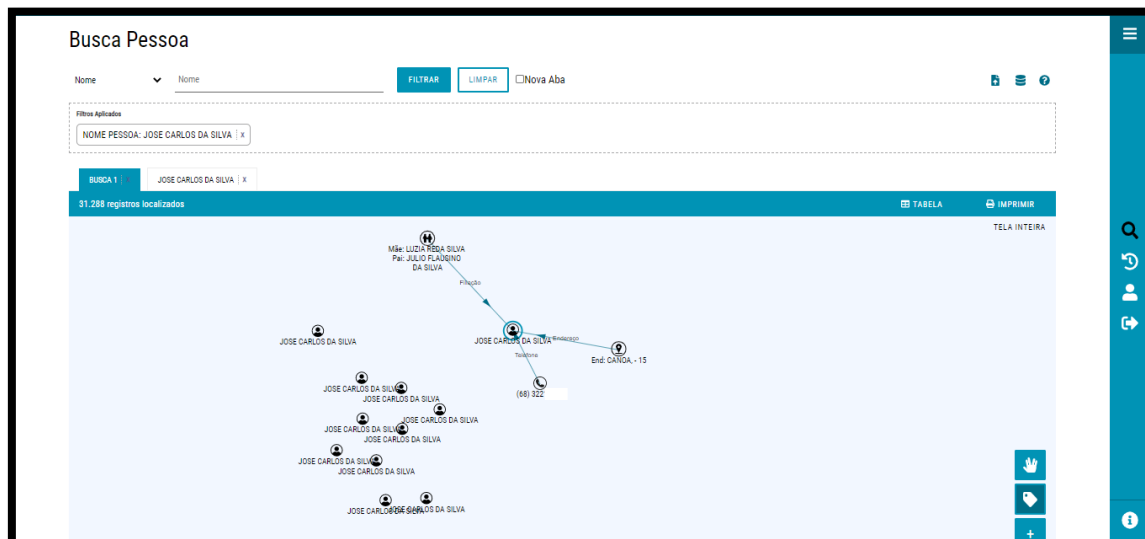 Busca Pessoa
Nome
Nome
FILTRAR
LIMPAR
Nova Aba
Filtros Aplicados
NOME PESSOA: JOSE CARLOS DA SILVA x
BUSCA 1 x
JOSE CARLOS DA SILVA x
31.288 registros localizados
TABELA
IMPRIMIR
TELA INTEIRA
Mãe: LUZIA REDA SILVA
Pai: JULIO FLAUSINO
DA SILVA
Filiação
JOSE CARLOS DA SILVA
JOSE CARLOS DA SILVA
Endereço
Telefone
End: CANOA, - 15
(68) 322
JOSE CARLOS DA SILVA
JOSE CARLOS DA SILVA
JOSE CARLOS DA SILVA
JOSE CARLOS DA SILVA
JOSE CARLOS DA SILVA
JOSE CARLOS DA SILVA
JOSE CARLOS DA SILVA
JOSE CARLOS DA SILVA
JOSE CARLOS DA SILVA
+